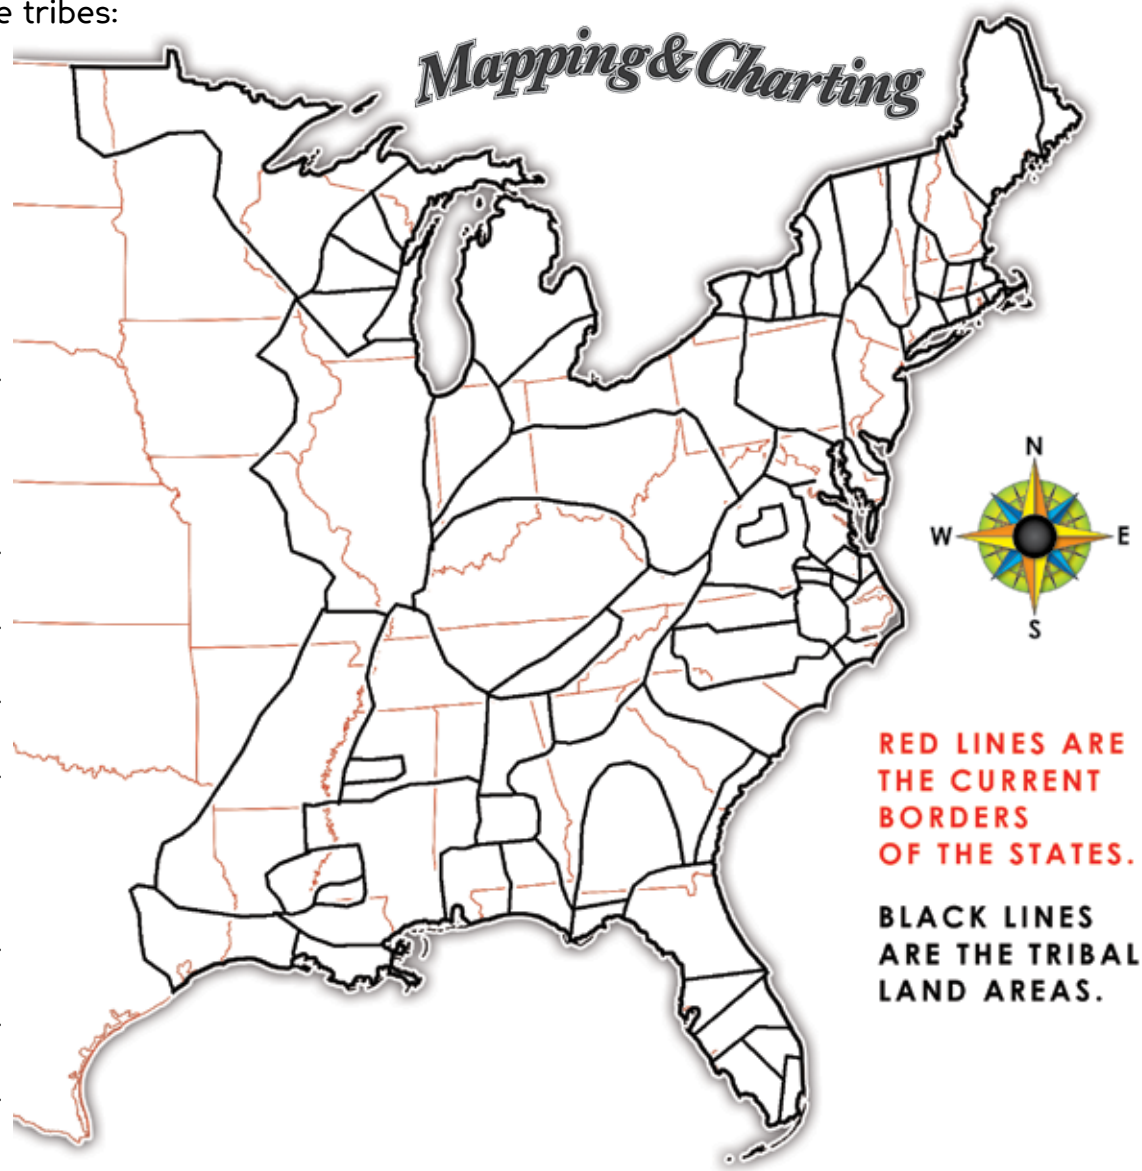 e tribes:
Mapping & Charting
N
W
E
S
RED LINES ARE
THE CURRENT
BORDERS
OF THE STATES.
BLACK LINES
ARE THE TRIBAL
LAND AREAS.